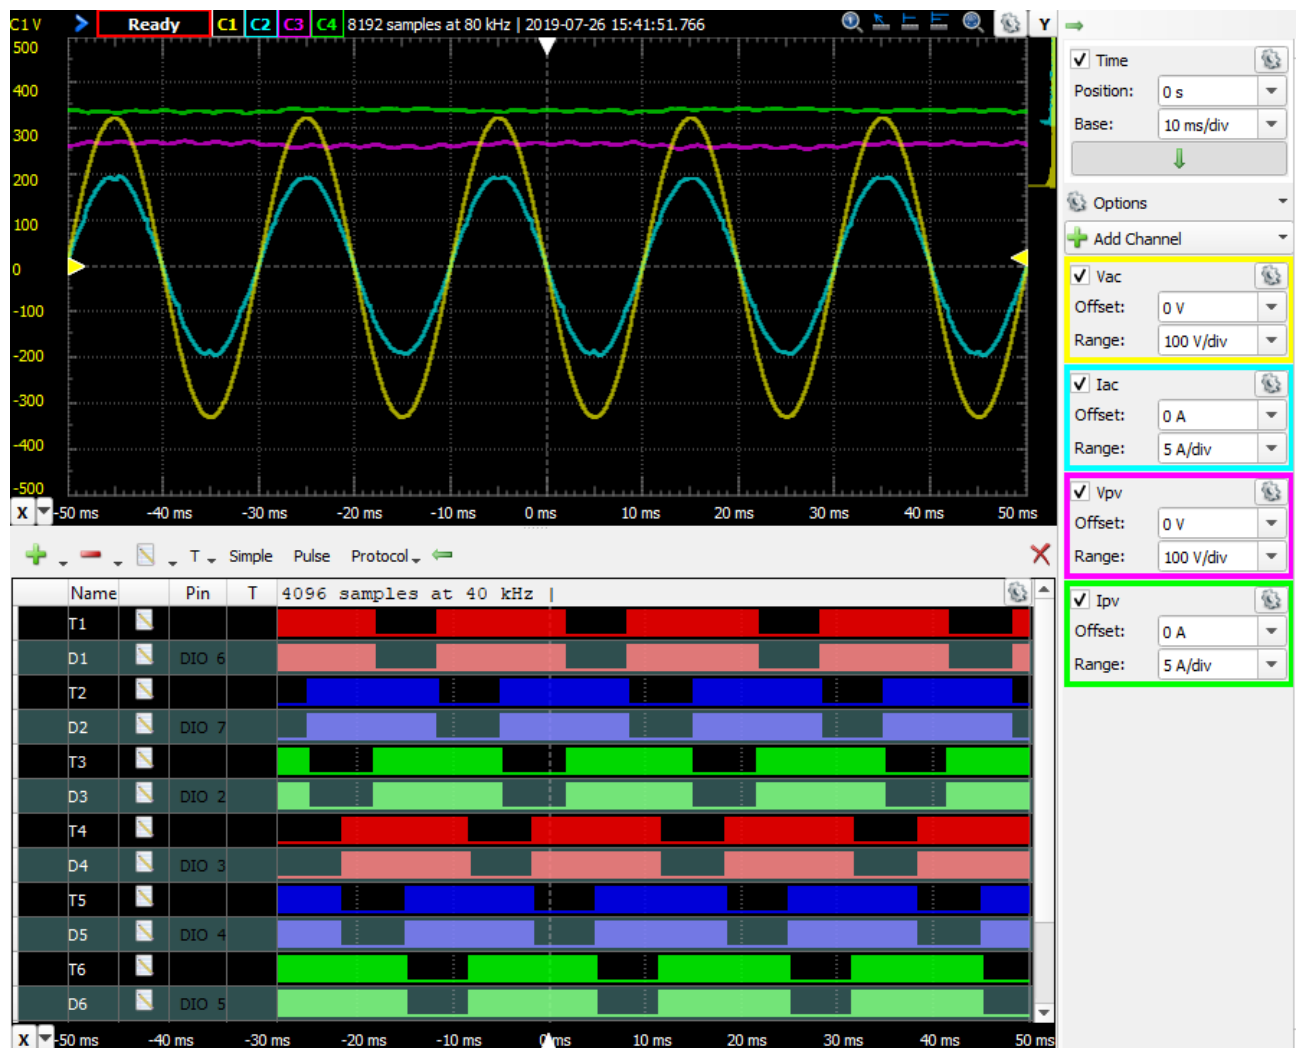 C1 V Ready C1 C2 C3 C4 8192 samples at 80 kHz | 2019-07-26 15:41:51.766 Y
500
400
300
200
100
0
-100
-200
-300
-400
-500
X -50 ms -40 ms -30 ms -20 ms -10 ms 0 ms 10 ms 20 ms 30 ms 40 ms 50 ms
Time
Position: 0 s
Base: 10 ms/div
Options
Add Channel
Vac
Offset: 0 V
Range: 100 V/div
Iac
Offset: 0 A
Range: 5 A/div
Vpv
Offset: 0 V
Range: 100 V/div
Ipv
Offset: 0 A
Range: 5 A/div
T Simple Pulse Protocol
Name Pin T 4096 samples at 40 kHz |
T1
D1 DIO 6
T2
D2 DIO 7
T3
D3 DIO 2
T4
D4 DIO 3
T5
D5 DIO 4
T6
D6 DIO 5
X -50 ms -40 ms -30 ms -20 ms -10 ms 0 ms 10 ms 20 ms 30 ms 40 ms 50 ms